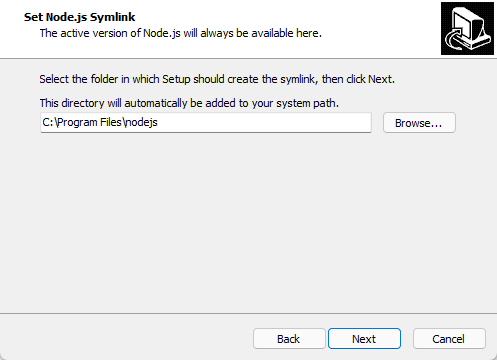 Set Node.js Symlink
The active version of Node.js will always be available here.
Select the folder in which Setup should create the symlink, then click Next.
This directory will automatically be added to your system path.
C:\Program Files\nodejs
Browse...
Back
Next
Cancel